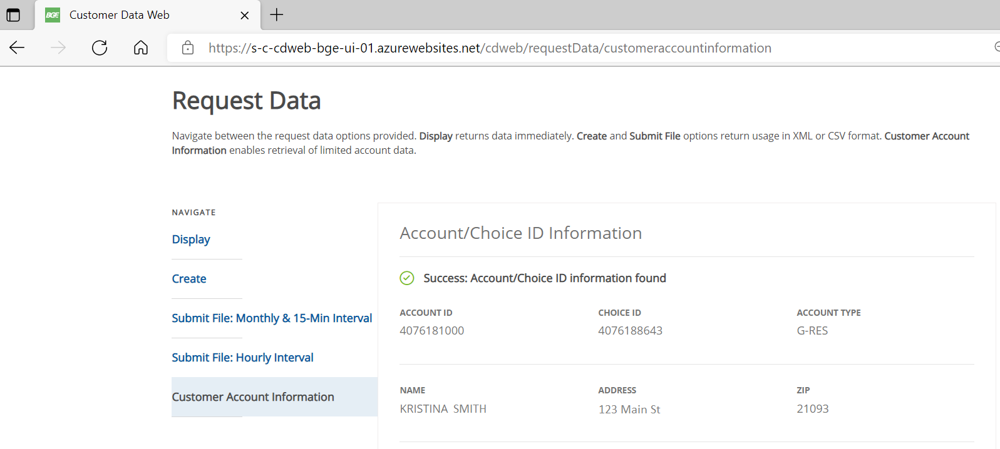 BGE Customer Data Web
https://s-c-cdweb-bge-ui-01.azurewebsites.net/cdweb/requestData/customeraccountinformation
Request Data
Navigate between the request data options provided. Display returns data immediately. Create and Submit File options return usage in XML or CSV format. Customer Account
Information enables retrieval of limited account data.
NAVIGATE
Display
Create
Submit File: Monthly & 15-Min Interval
Submit File: Hourly Interval
Customer Account Information
Account/Choice ID Information
Success: Account/Choice ID information found
ACCOUNT ID CHOICE ID ACCOUNT TYPE
4076181000 4076188643 G-RES
NAME ADDRESS ZIP
KRISTINA SMITH 123 Main St 21093